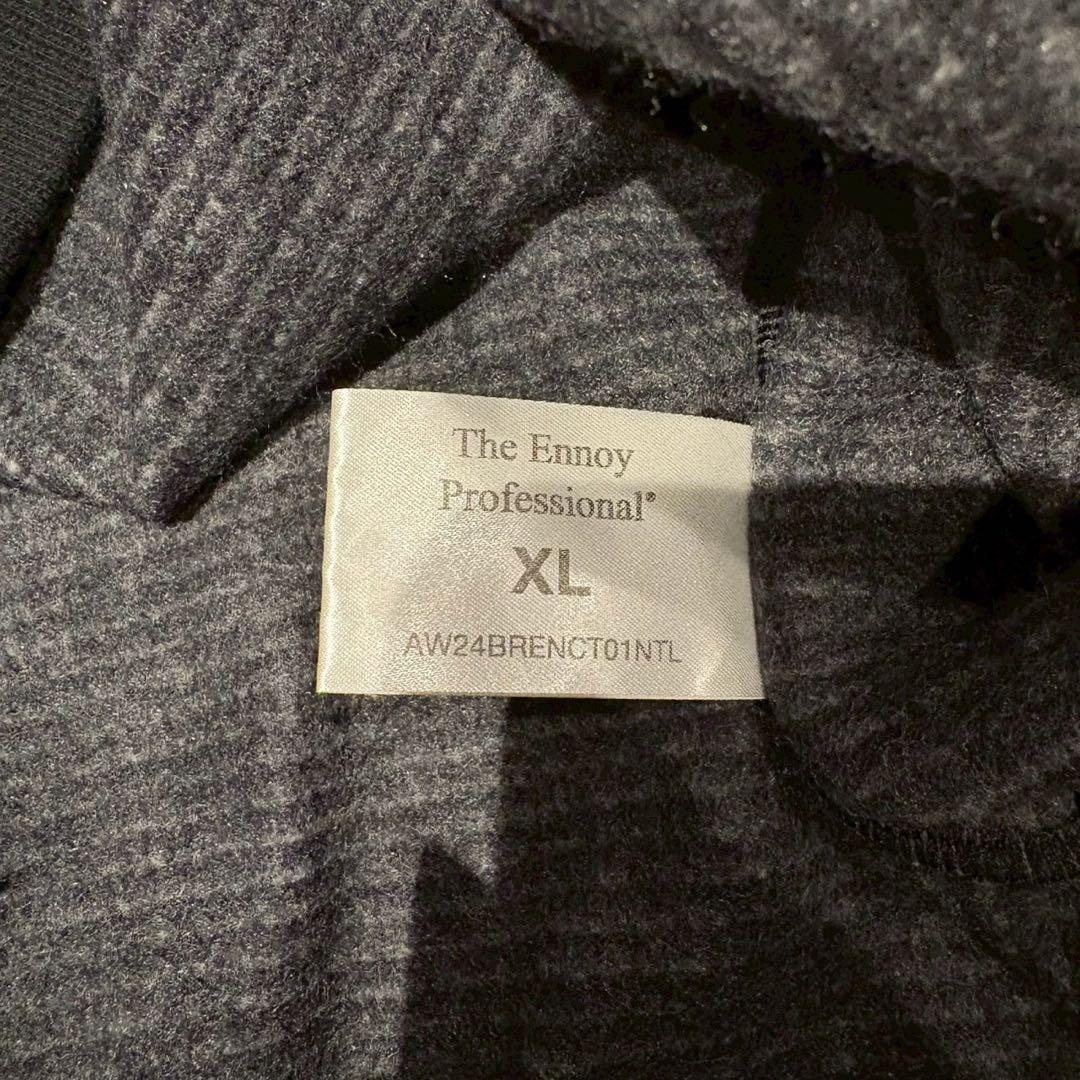 The Ennoy
Professional®
XL
AW24BRENCT01NTL